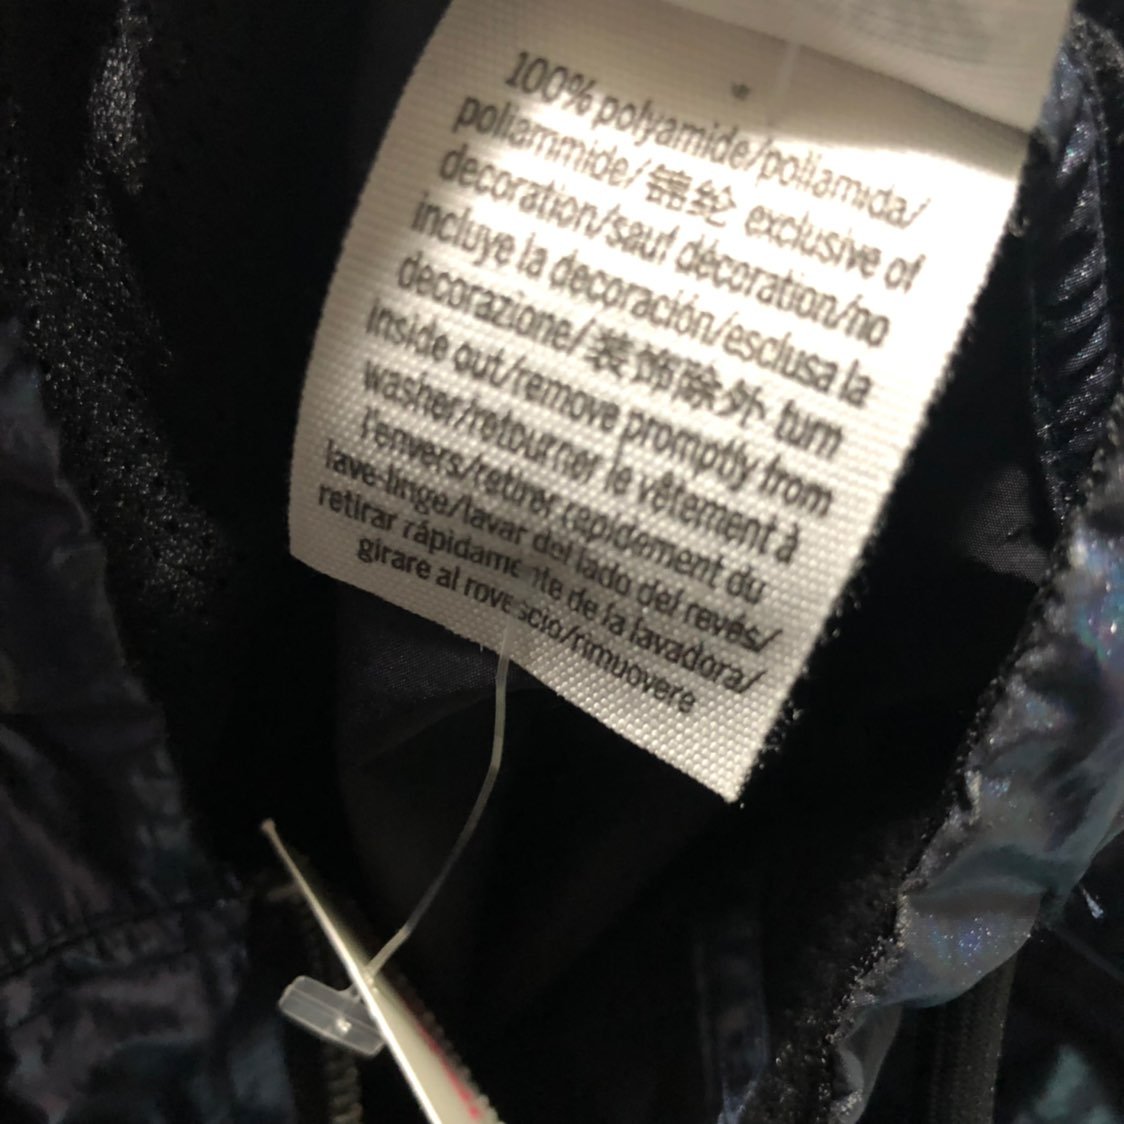 100% polyamide/poliamida/
poliammide/锦纶 exclusive of
decoration/sauf décoration/no
incluye la decoración/esclusa la
decorazione/装饰除外 turn
inside out/remove promptly from
washer/retourner le vêtement à
l'envers/retirer rapidement du
lave-linge/lavar del lado del revés/
retirar rápidamente de la lavadora/
girare al rovescio/rimuovere